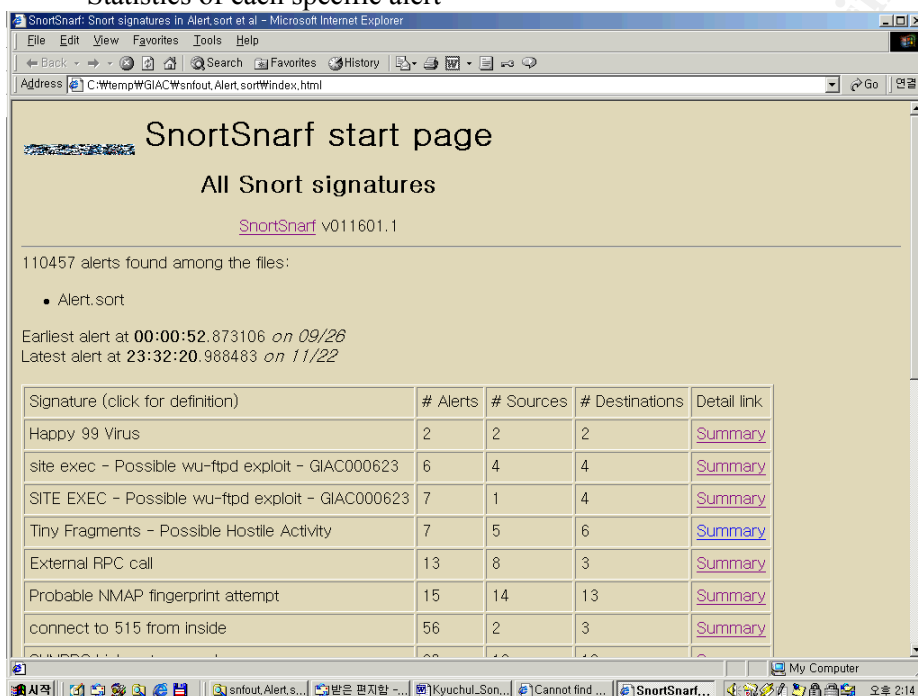 Statistics of each specific alert
SnortSnarf: Snort signatures in Alert,sort et al - Microsoft Internet Explorer
File Edit View Favorites Tools Help
Back Search Favorites History
Address C:₩temp₩GIAC₩snfout,Alert,sort₩index,html Go 연결
SnortSnarf start page
All Snort signatures
SnortSnarf v011601.1
110457 alerts found among the files:
• Alert.sort
Earliest alert at 00:00:52.873106 on 09/26
Latest alert at 23:32:20.988483 on 11/22
Signature (click for definition) # Alerts # Sources # Destinations Detail link
Happy 99 Virus 2 2 2 Summary
site exec - Possible wu-ftpd exploit - GIAC000623 6 4 4 Summary
SITE EXEC - Possible wu-ftpd exploit - GIAC000623 7 1 4 Summary
Tiny Fragments - Possible Hostile Activity 7 5 6 Summary
External RPC call 13 8 3 Summary
Probable NMAP fingerprint attempt 15 14 13 Summary
connect to 515 from inside 56 2 3 Summary
My Computer
시작 snfout,Alert,s... 받은 편지함 -... Kyuchul_Son... Cannot find ... SnortSnarf... 오후 2:14